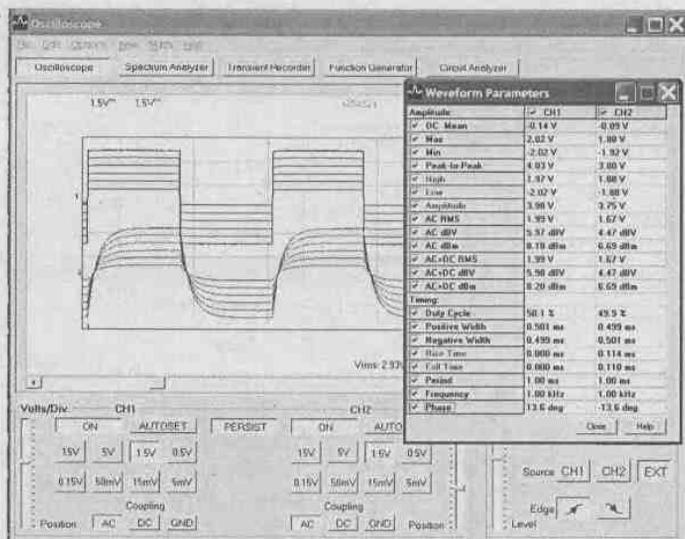 Oscilloscope
Oscilloscope Spectrum Analyzer Transient Recorder Function Generator Circuit Analyzer
1.5V 1.5V
1
2
Waveform Parameters
Amplitude: CH1 CH2
DC Mean -0.14 V -0.09 V
Max 2.02 V 1.88 V
Min -2.02 V -1.92 V
Peak-to-Peak 4.03 V 3.80 V
High 1.97 V 1.88 V
Low -2.02 V -1.88 V
Amplitude 3.98 V 3.75 V
AC RMS 1.99 V 1.67 V
AC dBV 5.97 dBV 4.47 dBV
AC dBm 8.18 dBm 6.69 dBm
AC+DC RMS 1.99 V 1.67 V
AC+DC dBV 5.98 dBV 4.47 dBV
AC+DC dBm 8.20 dBm 6.69 dBm
Timing:
Duty Cycle 50.1 % 49.9 %
Positive Width 0.501 ms 0.499 ms
Negative Width 0.499 ms 0.501 ms
Rise Time 0.000 ms 0.114 ms
Fall Time 0.000 ms 0.110 ms
Period 1.00 ms 1.00 ms
Frequency 1.00 kHz 1.00 kHz
Phase 13.6 deg -13.6 deg
Close Help
Vrms: 2.93
Volts/Div. CH1 CH2
ON AUTOSET PERSIST ON
15V 5V 1.5V 0.5V 15V 5V 1.5V 0.5V
0.15V 50mV 15mV 5mV 0.15V 50mV 15mV 5mV
Coupling Coupling
Position AC DC GND AC DC GND Position
Source CH1 CH2 EXT
Edge
Level